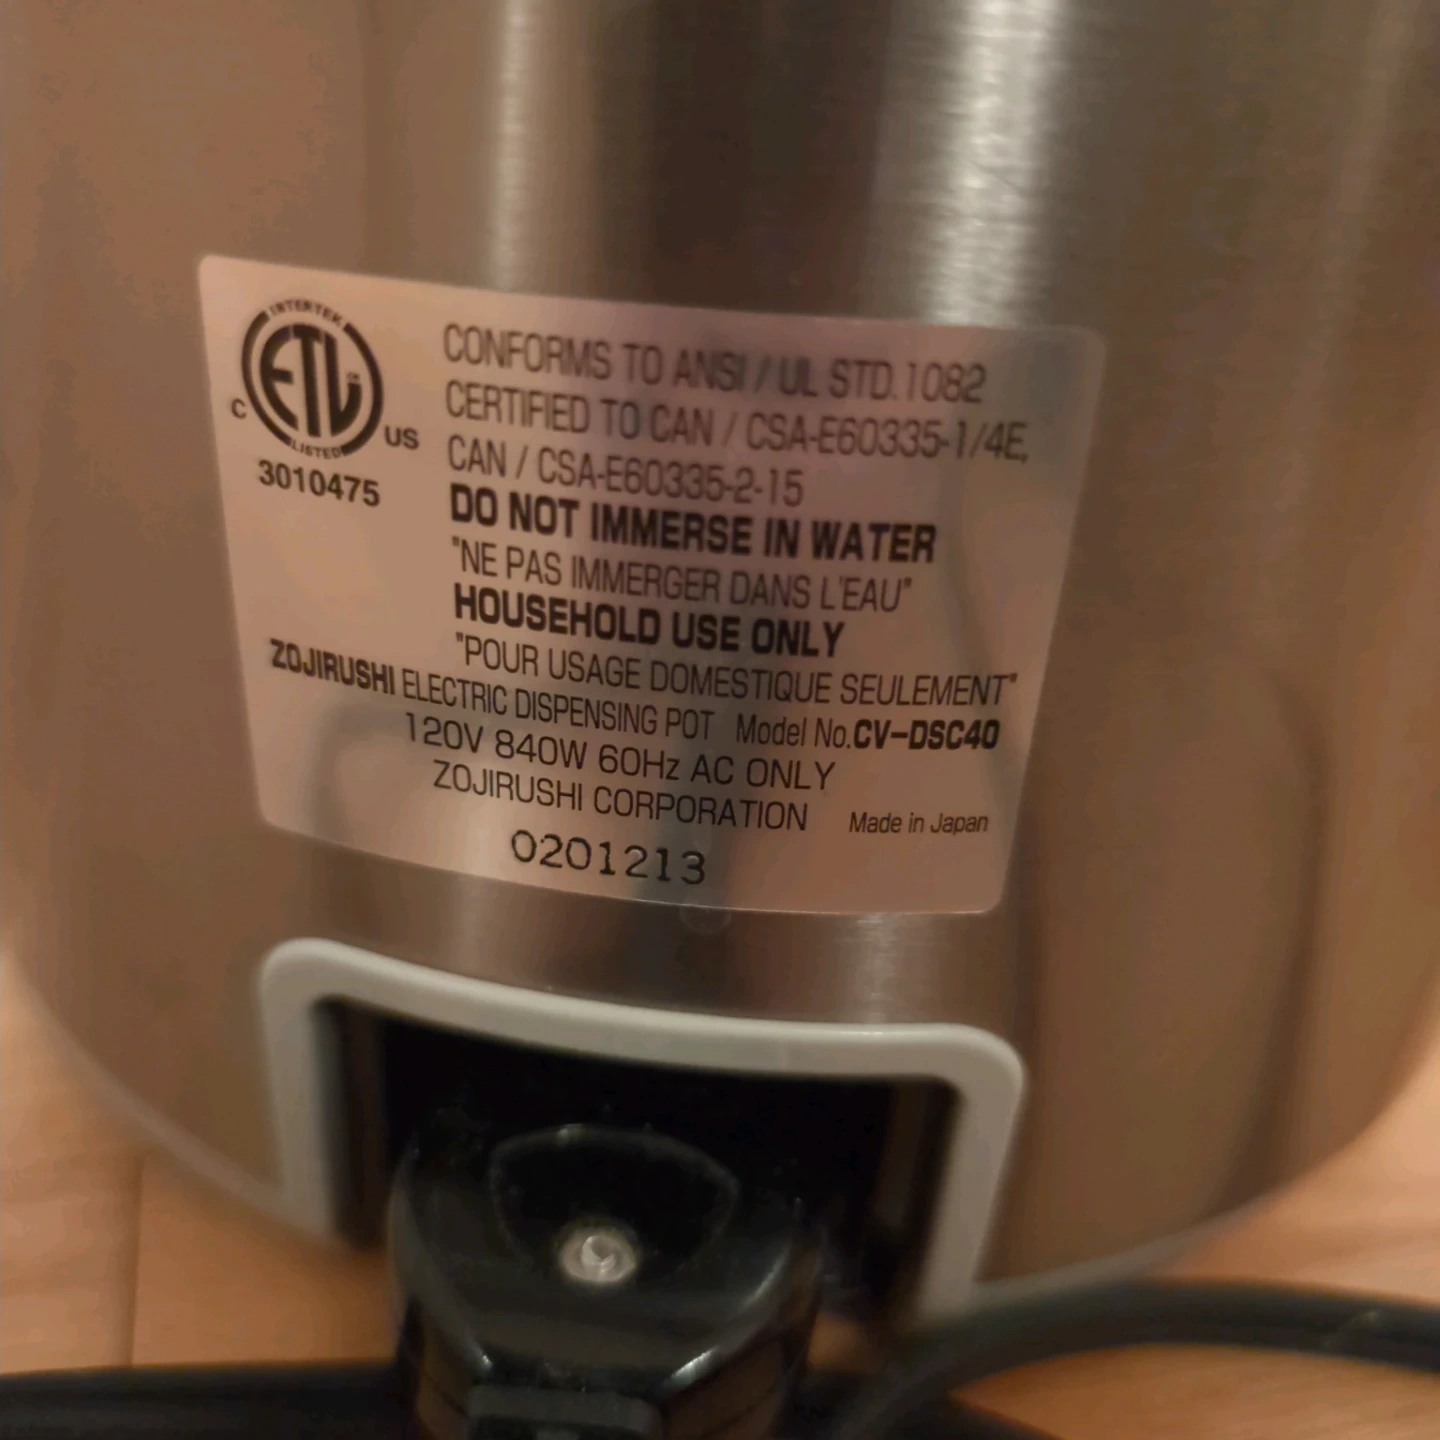 INTERTEK
ETL
CM
LISTED
C
US
3010475
CONFORMS TO ANSI / UL STD.1082
CERTIFIED TO CAN / CSA-E60335-1/4E,
CAN / CSA-E60335-2-15
DO NOT IMMERSE IN WATER
"NE PAS IMMERGER DANS L'EAU"
HOUSEHOLD USE ONLY
"POUR USAGE DOMESTIQUE SEULEMENT"
ZOJIRUSHI ELECTRIC DISPENSING POT Model No.CV-DSC40
120V 840W 60Hz AC ONLY
ZOJIRUSHI CORPORATION Made in Japan
0201213